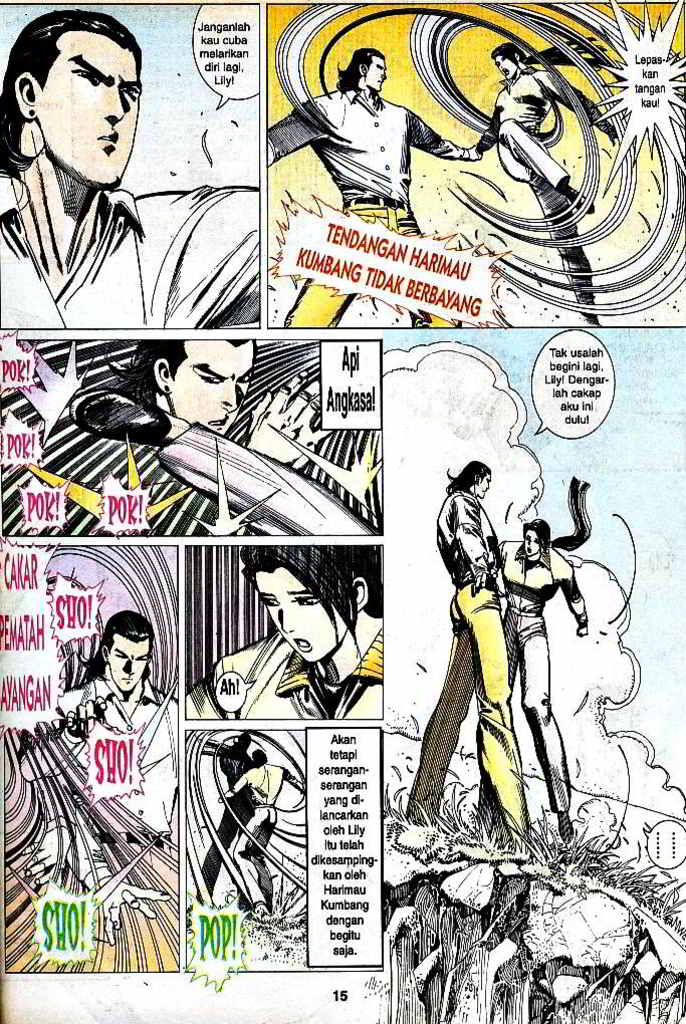 Janganlah
kau cuba
melarikan
diri lagi,
Lily!
Lepas-
kan
tangan
kau!
TENDANGAN HARIMAU
KUMBANG TIDAK BERBAYANG
POK!
POK!
POK!
POK!
Api
Angkasa!
Tak usalah
begini lagi,
Lily! Dengar-
lah cakap
aku ini
dulu!
CAKAR
PEMATAH
AYANGAN
SHO!
SHO!
SHO!
Ah!
POP!
Akan
tetapi
serangan-
serangan
yang di-
lancarkan
oleh Lily
itu telah
dikesamping-
kan oleh
Harimau
Kumbang
dengan
begitu
saja.
...
15